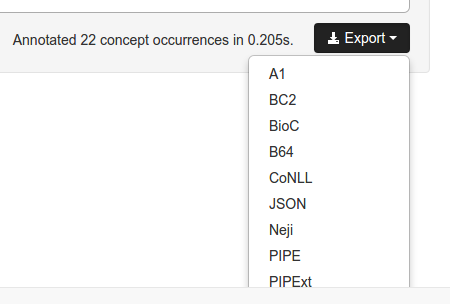 Annotated 22 concept occurrences in 0.205s.
Export
A1
BC2
BioC
B64
CoNLL
JSON
Neji
PIPE
PIPExt